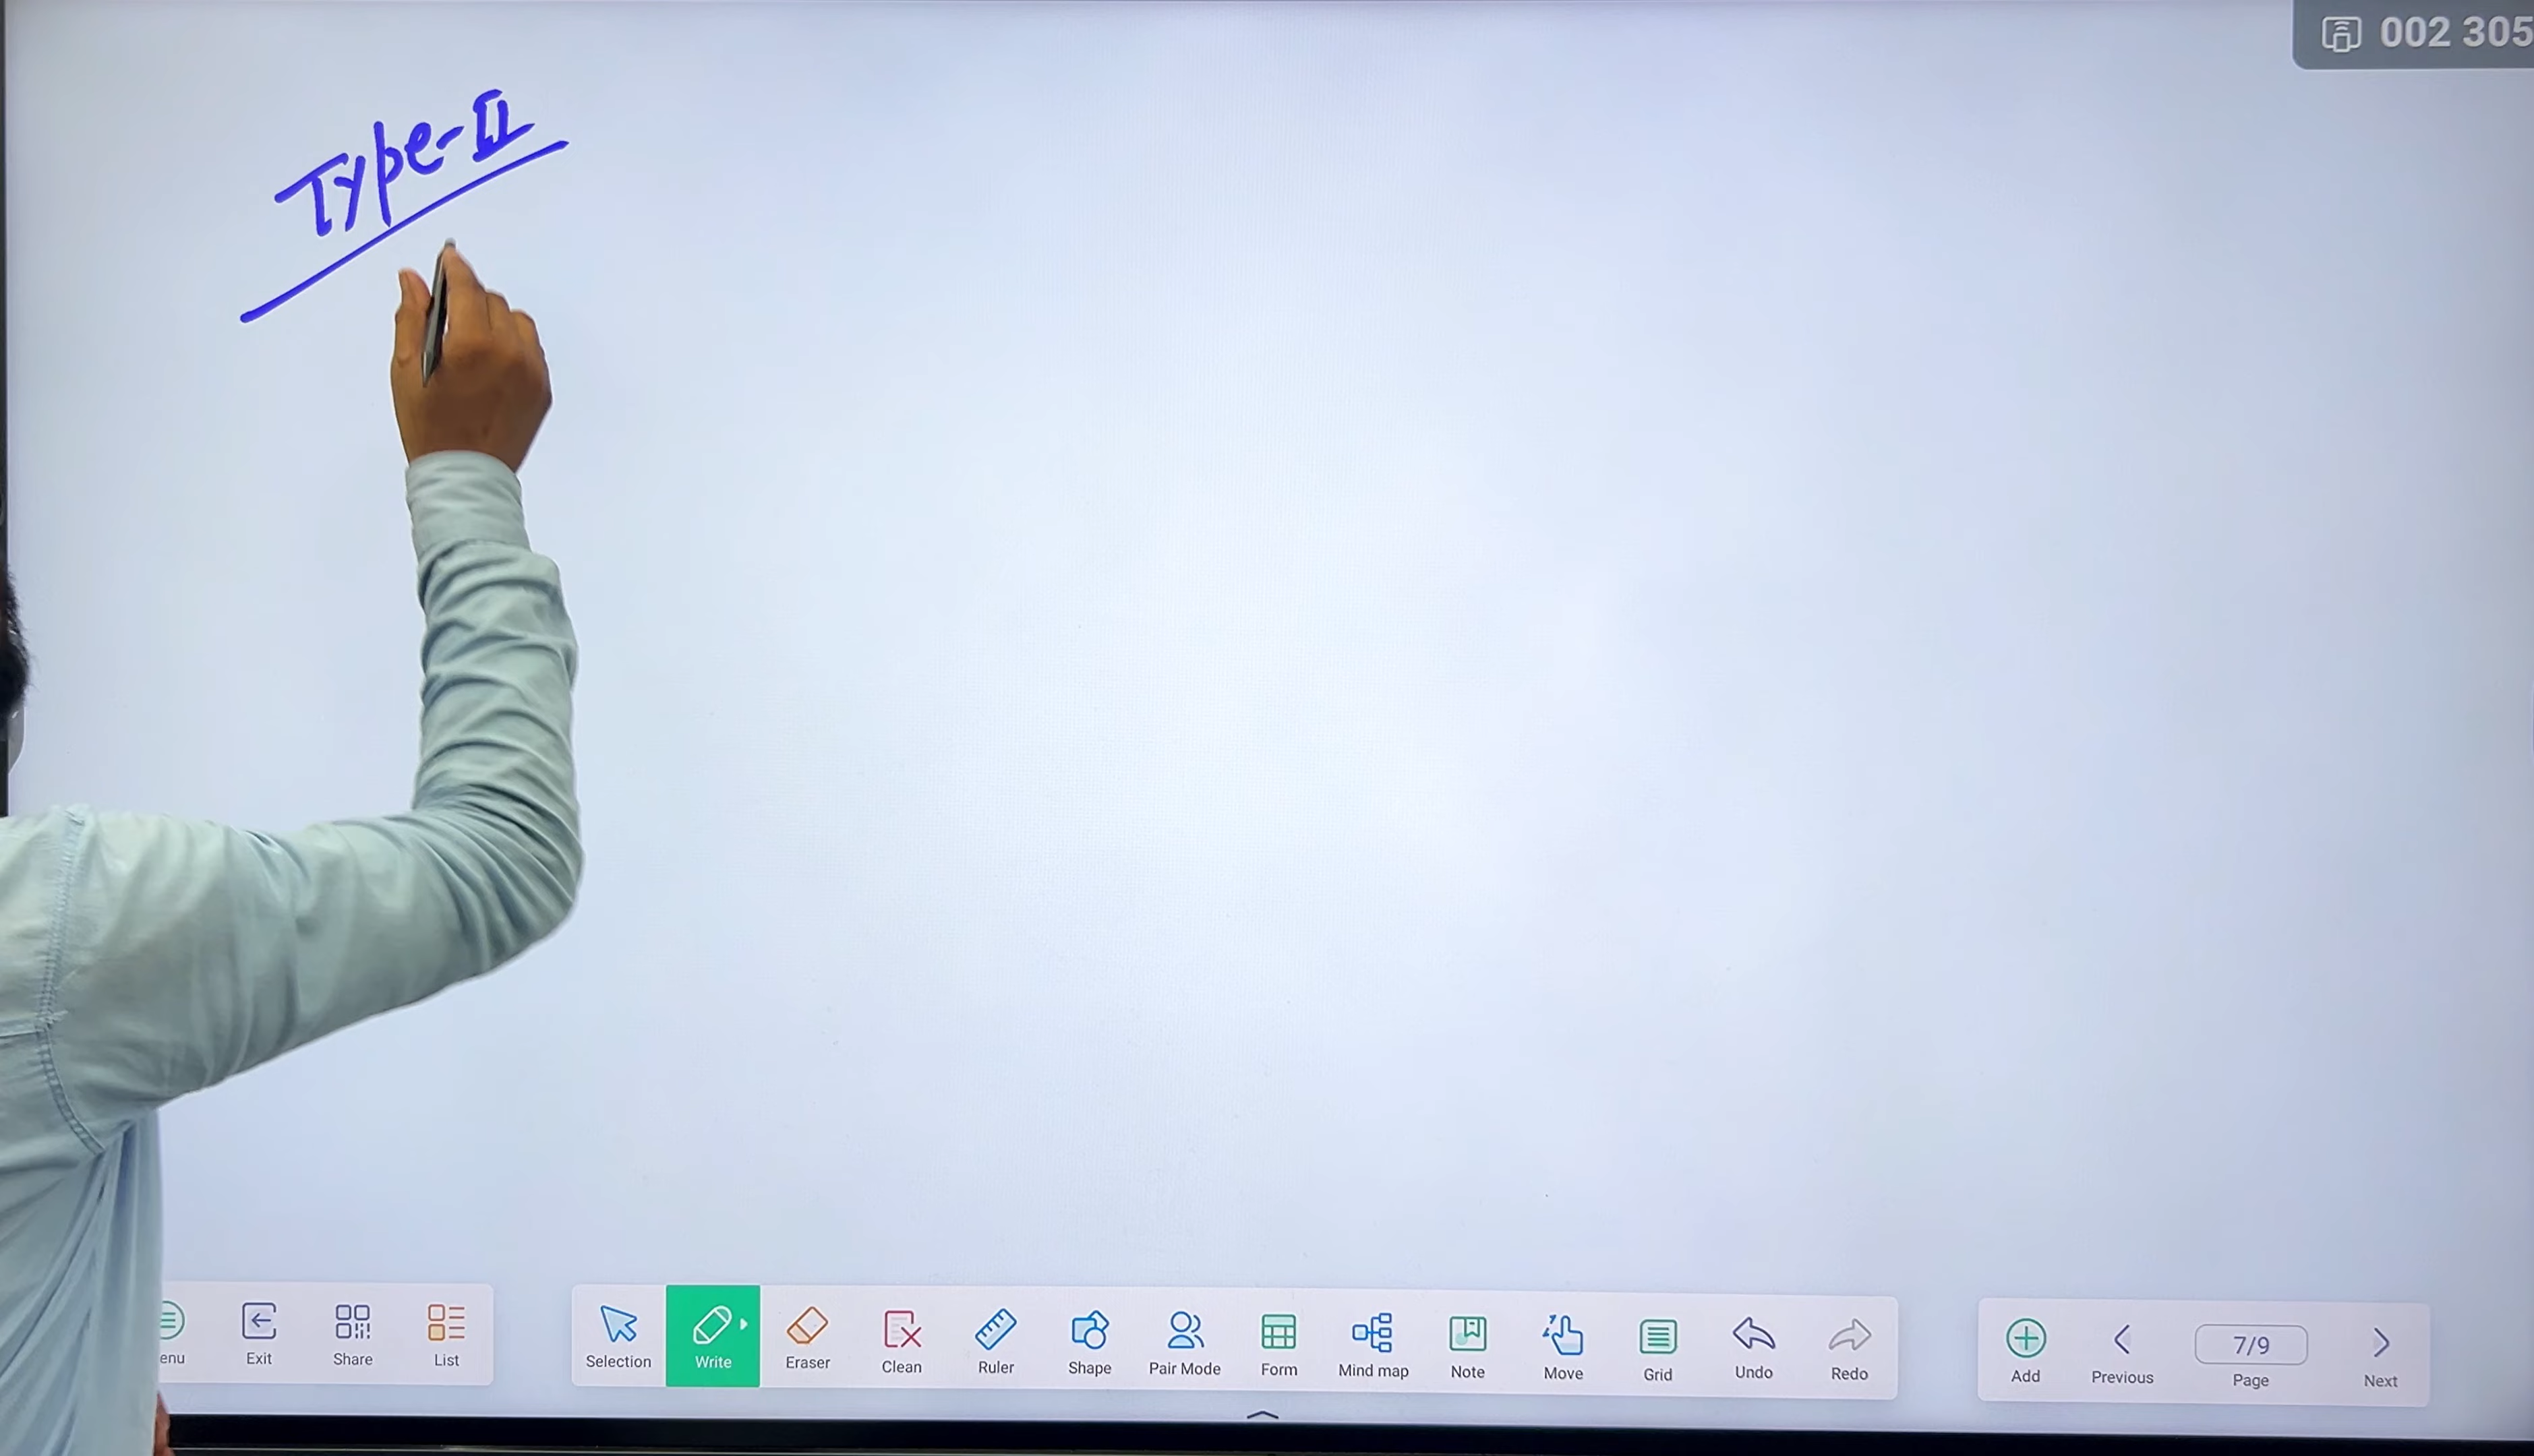 002 305
Type-II
enu
Exit
Share
List
Selection
Write
Eraser
Clean
Ruler
Shape
Pair Mode
Form
Mind map
Note
Move
Grid
Undo
Redo
Add
Previous
7/9
Page
Next